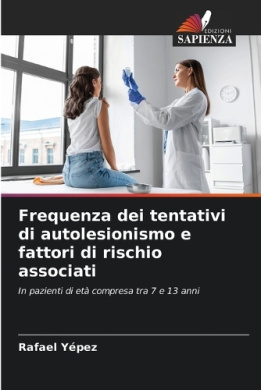 EDIZIONI
SAPIENZA
Frequenza dei tentativi
di autolesionismo e
fattori di rischio
associati
In pazienti di età compresa tra 7 e 13 anni
Rafael Yépez